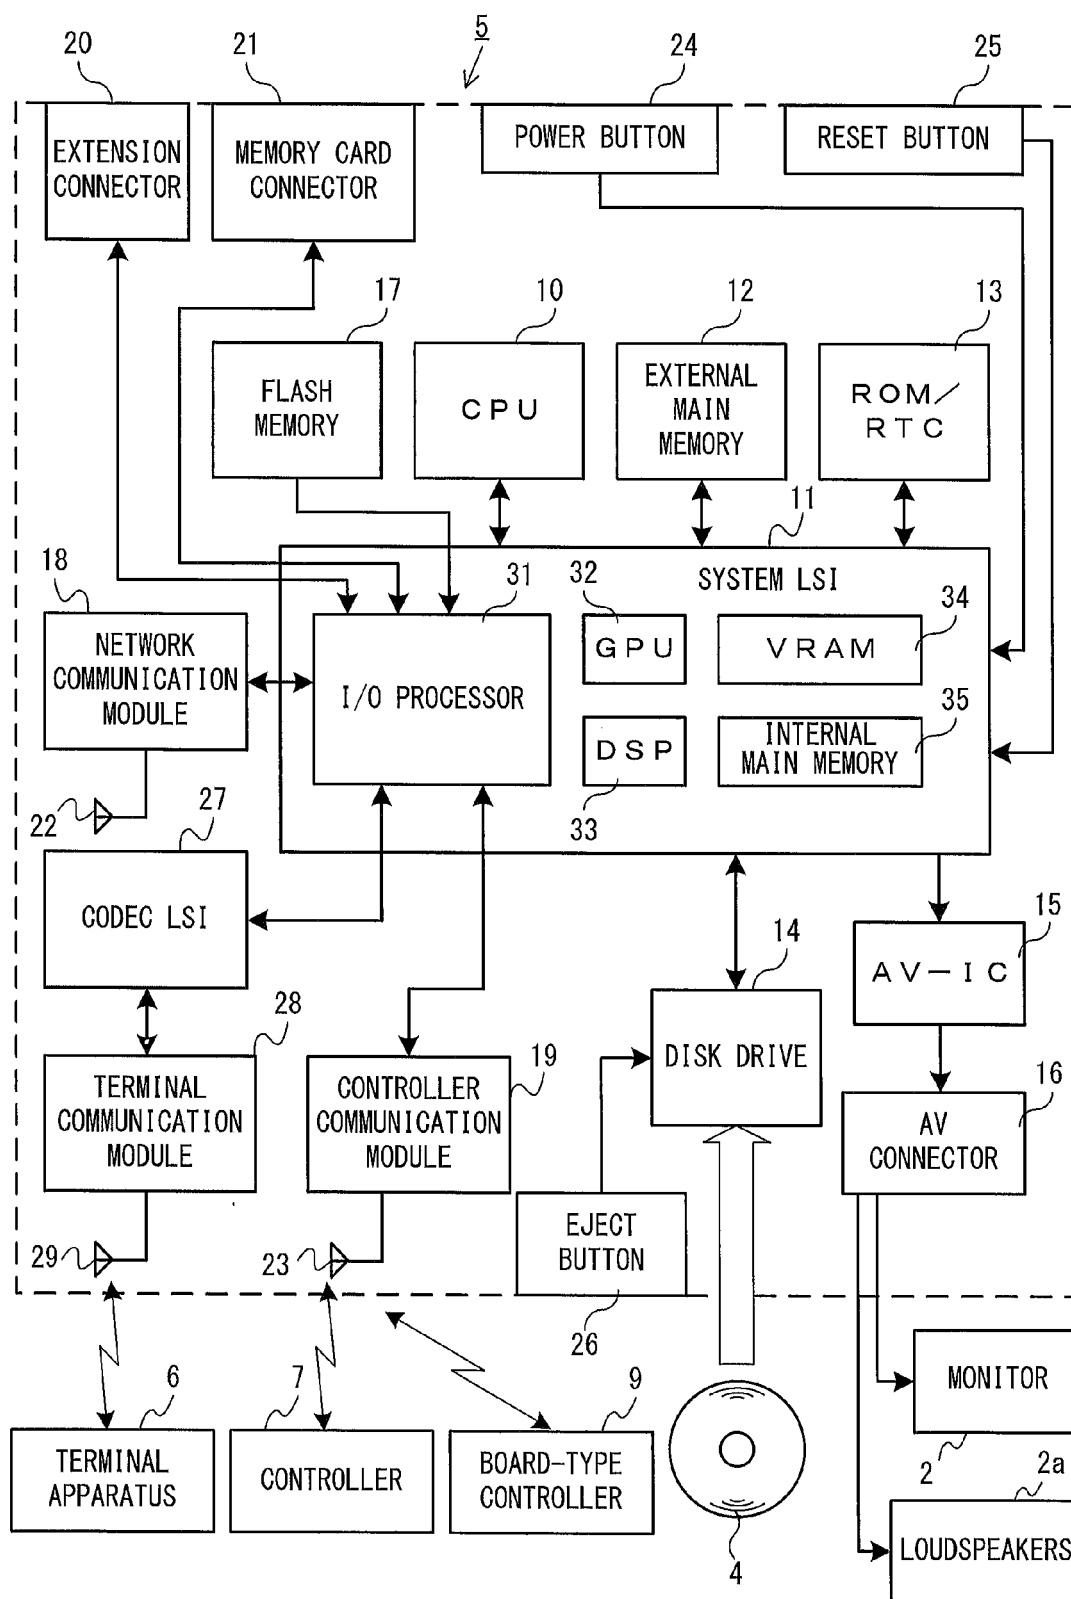 5
20
21
24
25
EXTENSION
CONNECTOR
MEMORY CARD
CONNECTOR
POWER BUTTON
RESET BUTTON
17
10
12
13
FLASH
MEMORY
CPU
EXTERNAL
MAIN
MEMORY
ROM/
RTC
11
18
31
32
SYSTEM LSI
34
NETWORK
COMMUNICATION
MODULE
I/O PROCESSOR
GPU
VRAM
35
DSP
INTERNAL
MAIN MEMORY
22
27
33
CODEC LSI
14
15
AV-IC
28
19
DISK DRIVE
16
TERMINAL
COMMUNICATION
MODULE
CONTROLLER
COMMUNICATION
MODULE
AV
CONNECTOR
EJECT
BUTTON
29
23
26
6
7
9
MONITOR
2
2a
TERMINAL
APPARATUS
CONTROLLER
BOARD-TYPE
CONTROLLER
4
LOUDSPEAKERS